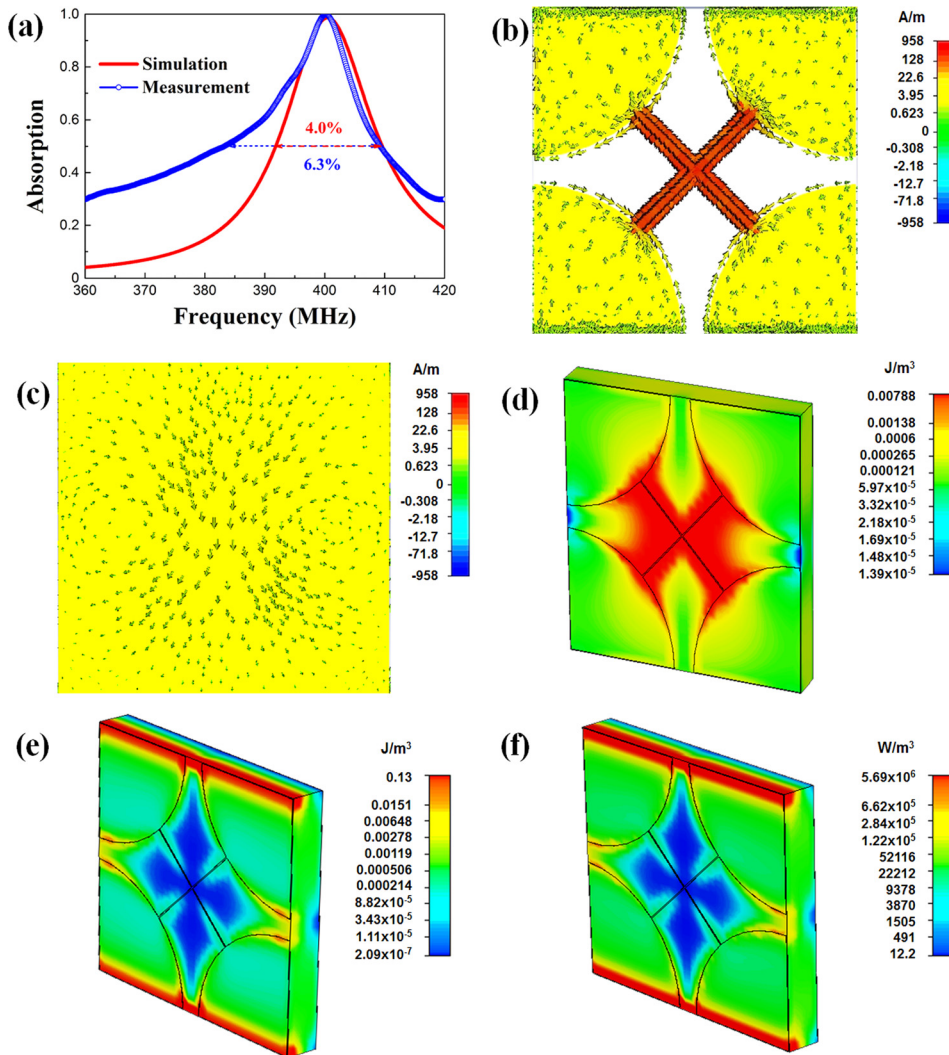 (a)
1.0
0.8
0.6
0.4
0.2
0
Absorption
Simulation
Measurement
4.0%
6.3%
360 370 380 390 400 410 420
Frequency (MHz)
(b)
A/m
958
128
22.6
3.95
0.623
0
-0.308
-2.18
-12.7
-71.8
-958
(c)
A/m
958
128
22.6
3.95
0.623
0
-0.308
-2.18
-12.7
-71.8
-958
(d)
J/m³
0.00788
0.00138
0.0006
0.000265
0.000121
5.97x10⁻⁵
3.32x10⁻⁵
2.18x10⁻⁵
1.69x10⁻⁵
1.48x10⁻⁵
1.39x10⁻⁵
(e)
J/m³
0.13
0.0151
0.00648
0.00278
0.00119
0.000506
0.000214
8.82x10⁻⁵
3.43x10⁻⁵
1.11x10⁻⁵
2.09x10⁻⁷
(f)
W/m³
5.69x10⁶
6.62x10⁵
2.84x10⁵
1.22x10⁵
52116
22212
9378
3870
1505
491
12.2